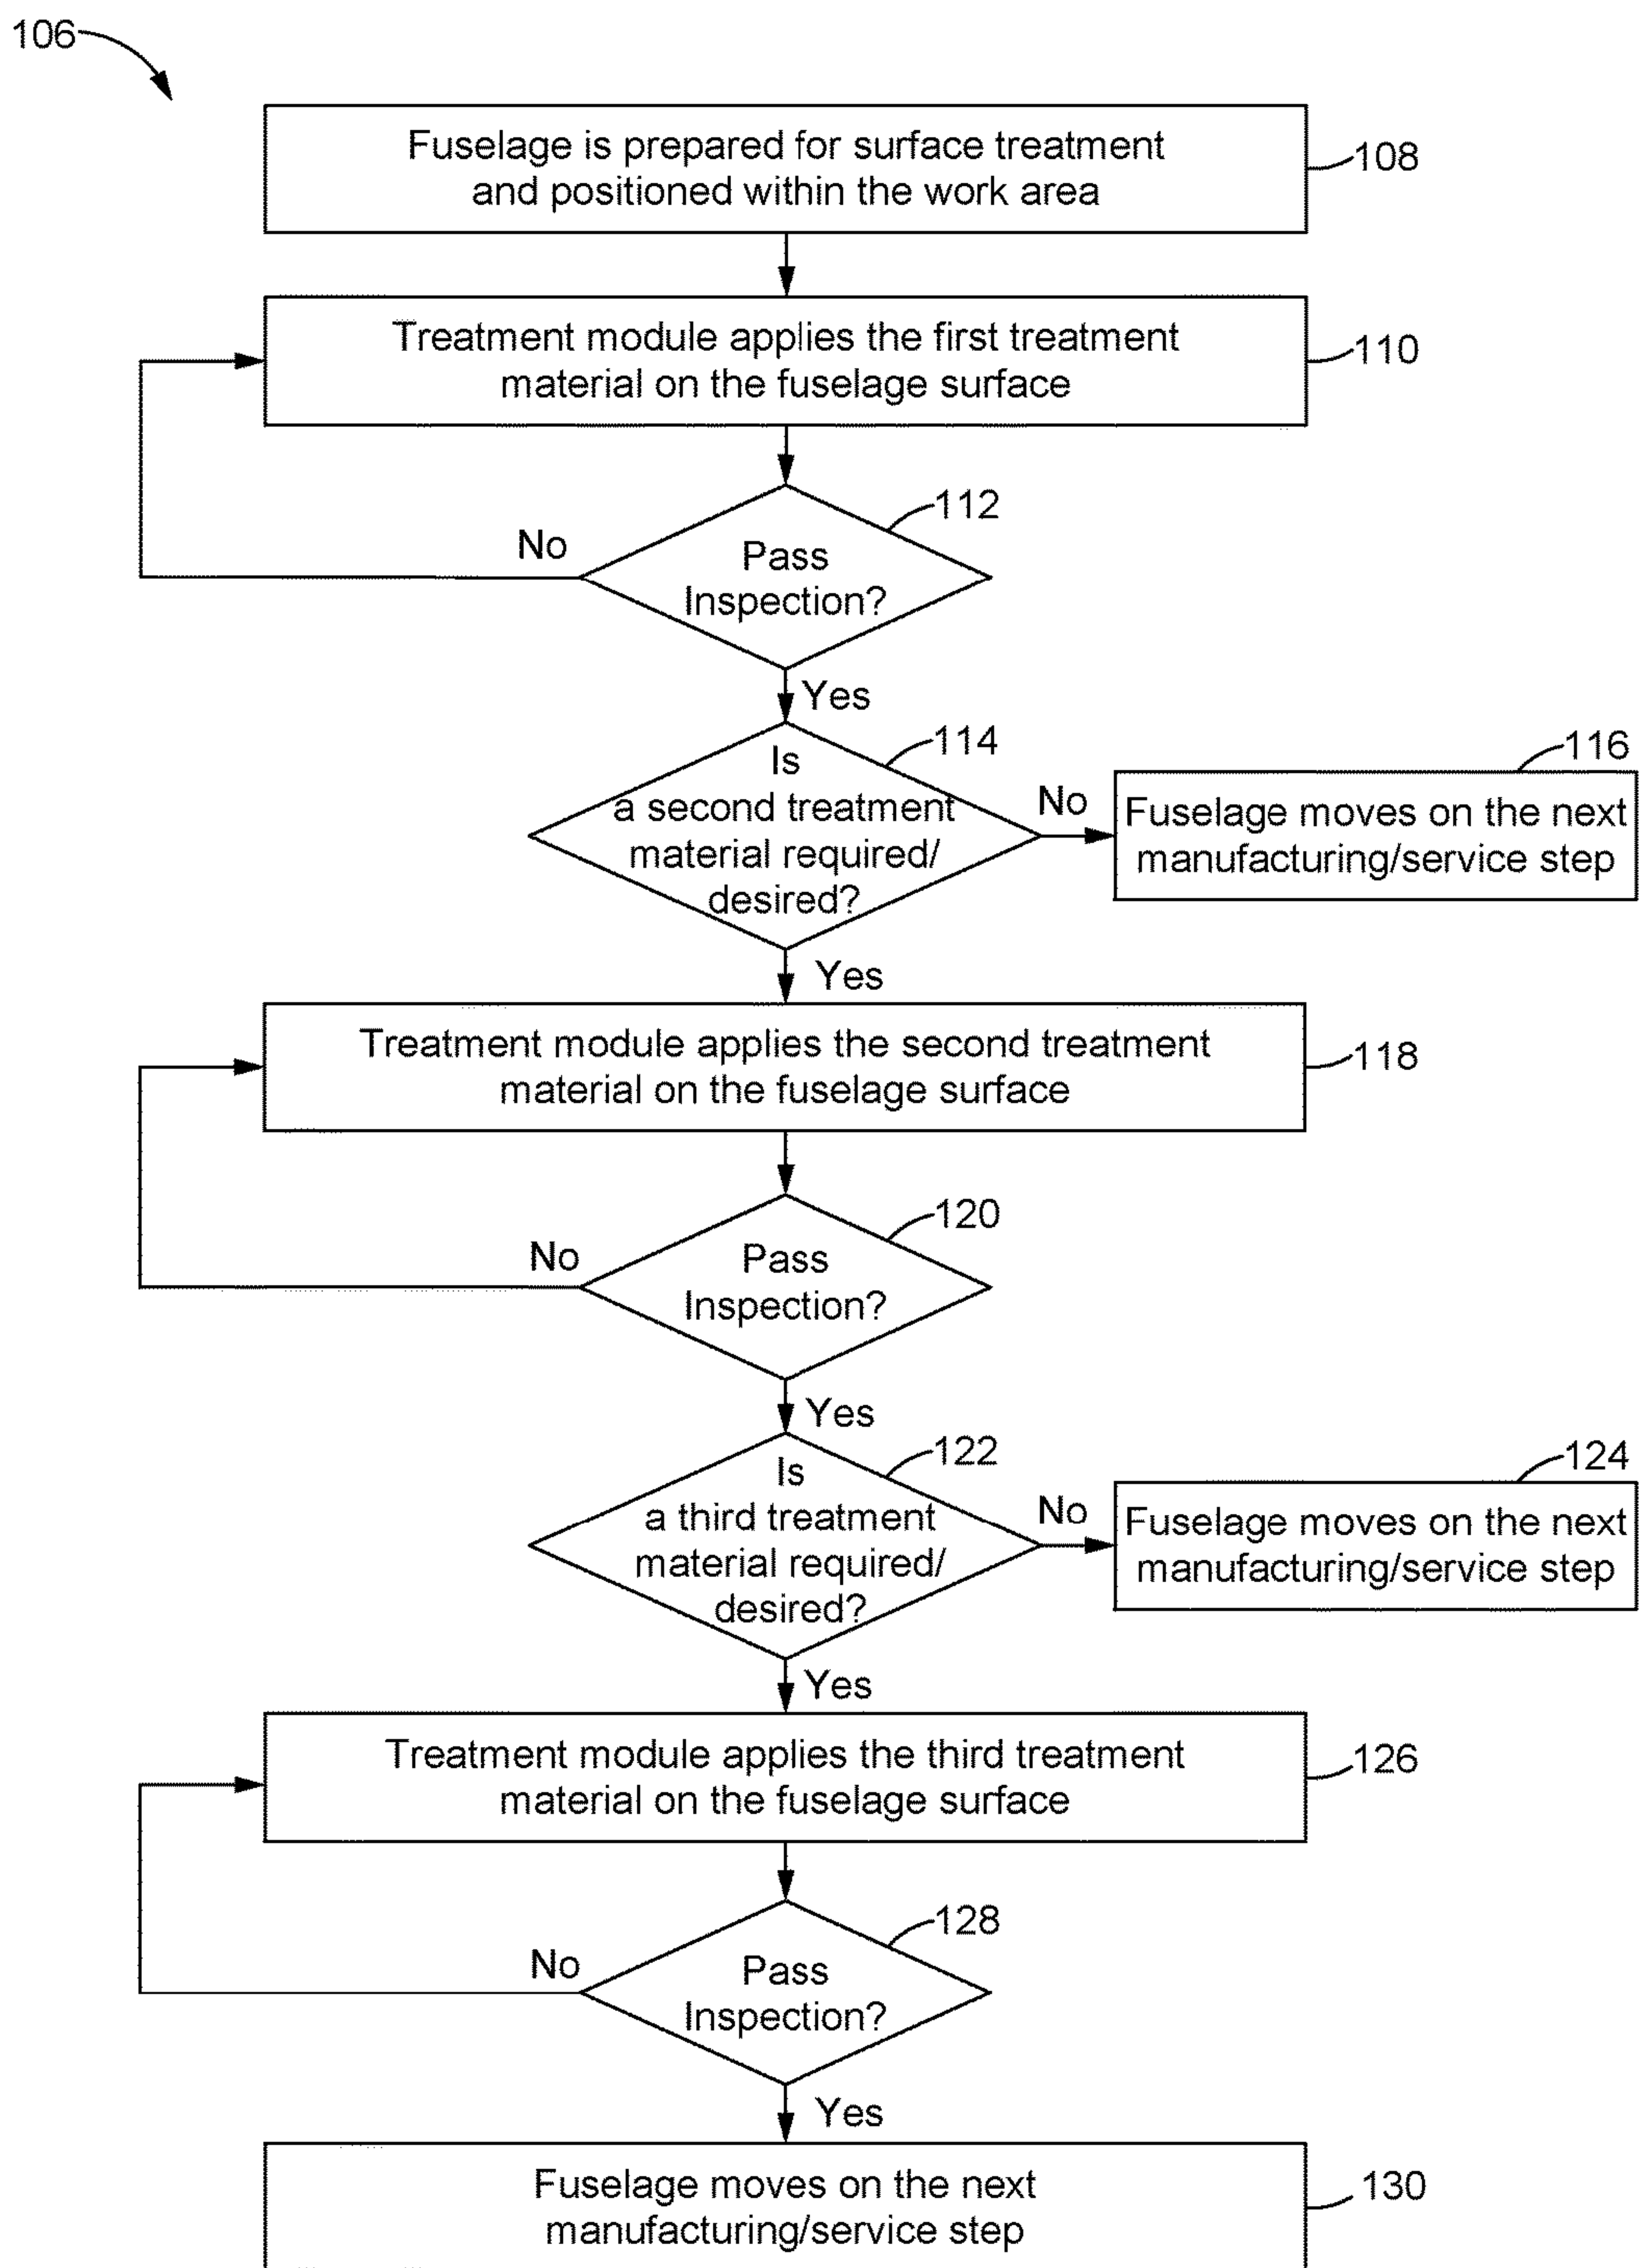 106
Fuselage is prepared for surface treatment
and positioned within the work area
108
Treatment module applies the first treatment
material on the fuselage surface
110
112
No
Pass
Inspection?
Yes
114
Is
a second treatment
material required/
desired?
No
116
Fuselage moves on the next
manufacturing/service step
Yes
Treatment module applies the second treatment
material on the fuselage surface
118
120
No
Pass
Inspection?
Yes
122
Is
a third treatment
material required/
desired?
No
124
Fuselage moves on the next
manufacturing/service step
Yes
Treatment module applies the third treatment
material on the fuselage surface
126
128
No
Pass
Inspection?
Yes
Fuselage moves on the next
manufacturing/service step
130